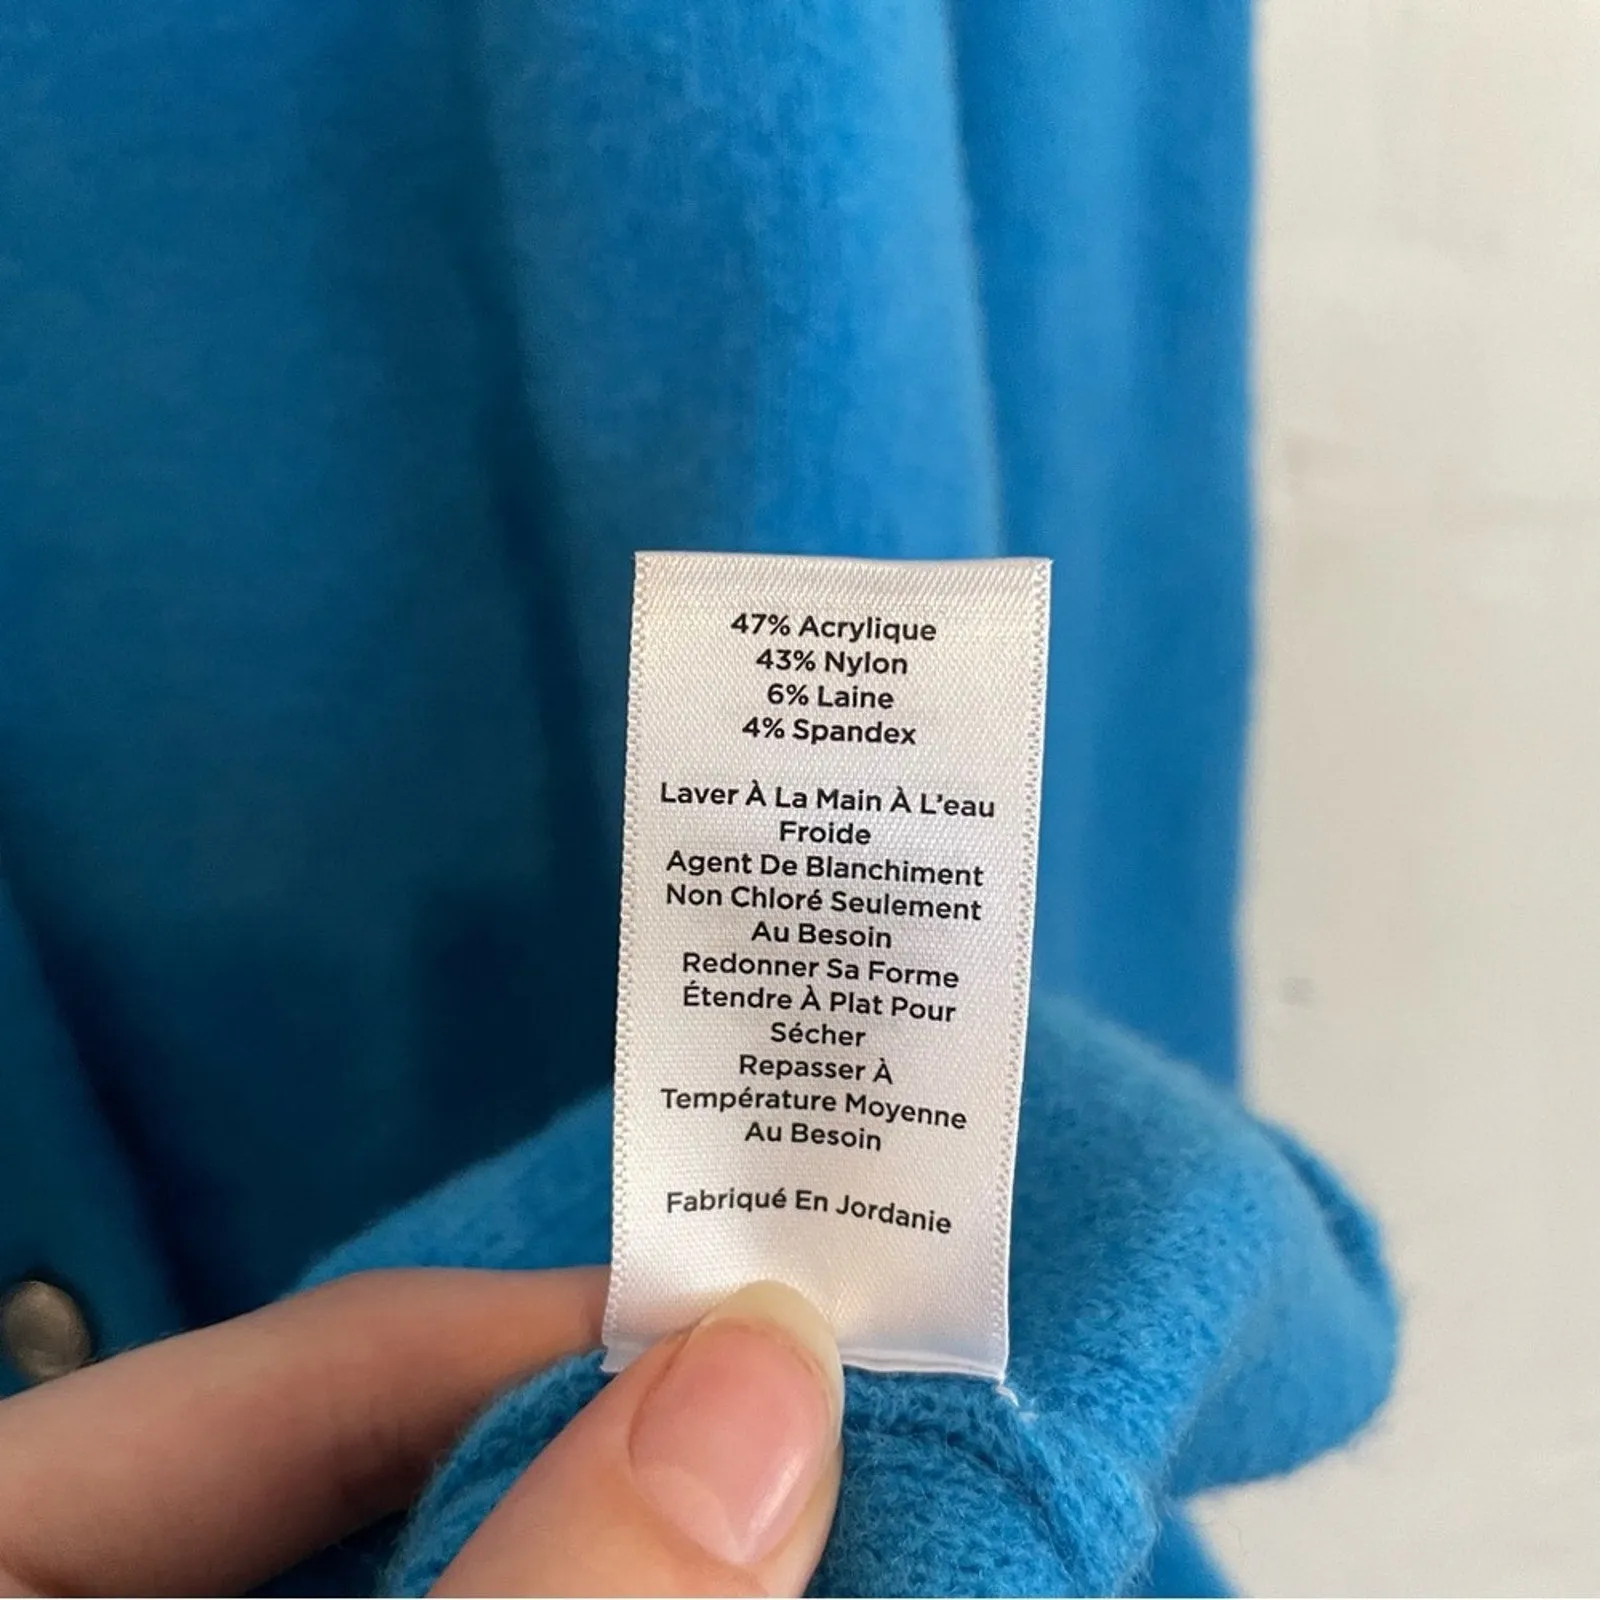 47% Acrylique
43% Nylon
6% Laine
4% Spandex
Laver À La Main À L'eau
Froide
Agent De Blanchiment
Non Chloré Seulement
Au Besoin
Redonner Sa Forme
Étendre À Plat Pour
Sécher
Repasser À
Température Moyenne
Au Besoin
Fabriqué En Jordanie